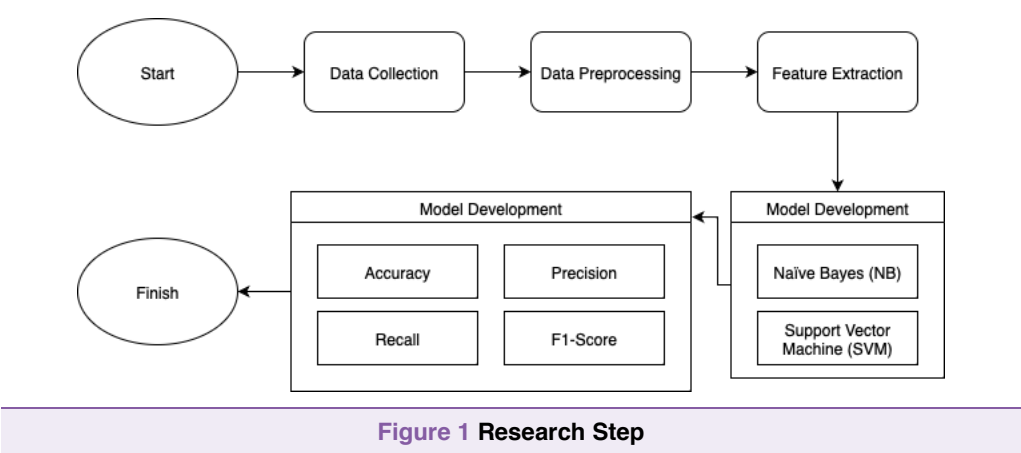 Start
Data Collection
Data Preprocessing
Feature Extraction
Model Development
Naïve Bayes (NB)
Support Vector
Machine (SVM)
Model Development
Accuracy
Precision
Recall
F1-Score
Finish
Figure 1 Research Step